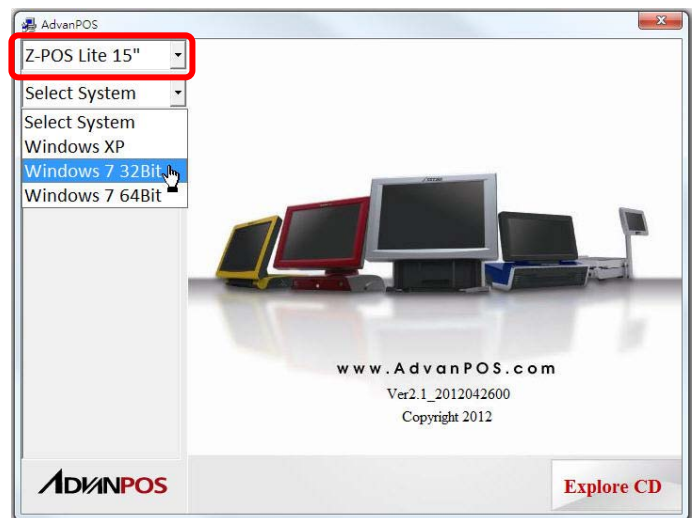 AdvanPOS
Z-POS Lite 15"
Select System
Select System
Windows XP
Windows 7 32Bit
Windows 7 64Bit
www.AdvanPOS.com
Ver2.1_2012042600
Copyright 2012
ADVANPOS
Explore CD